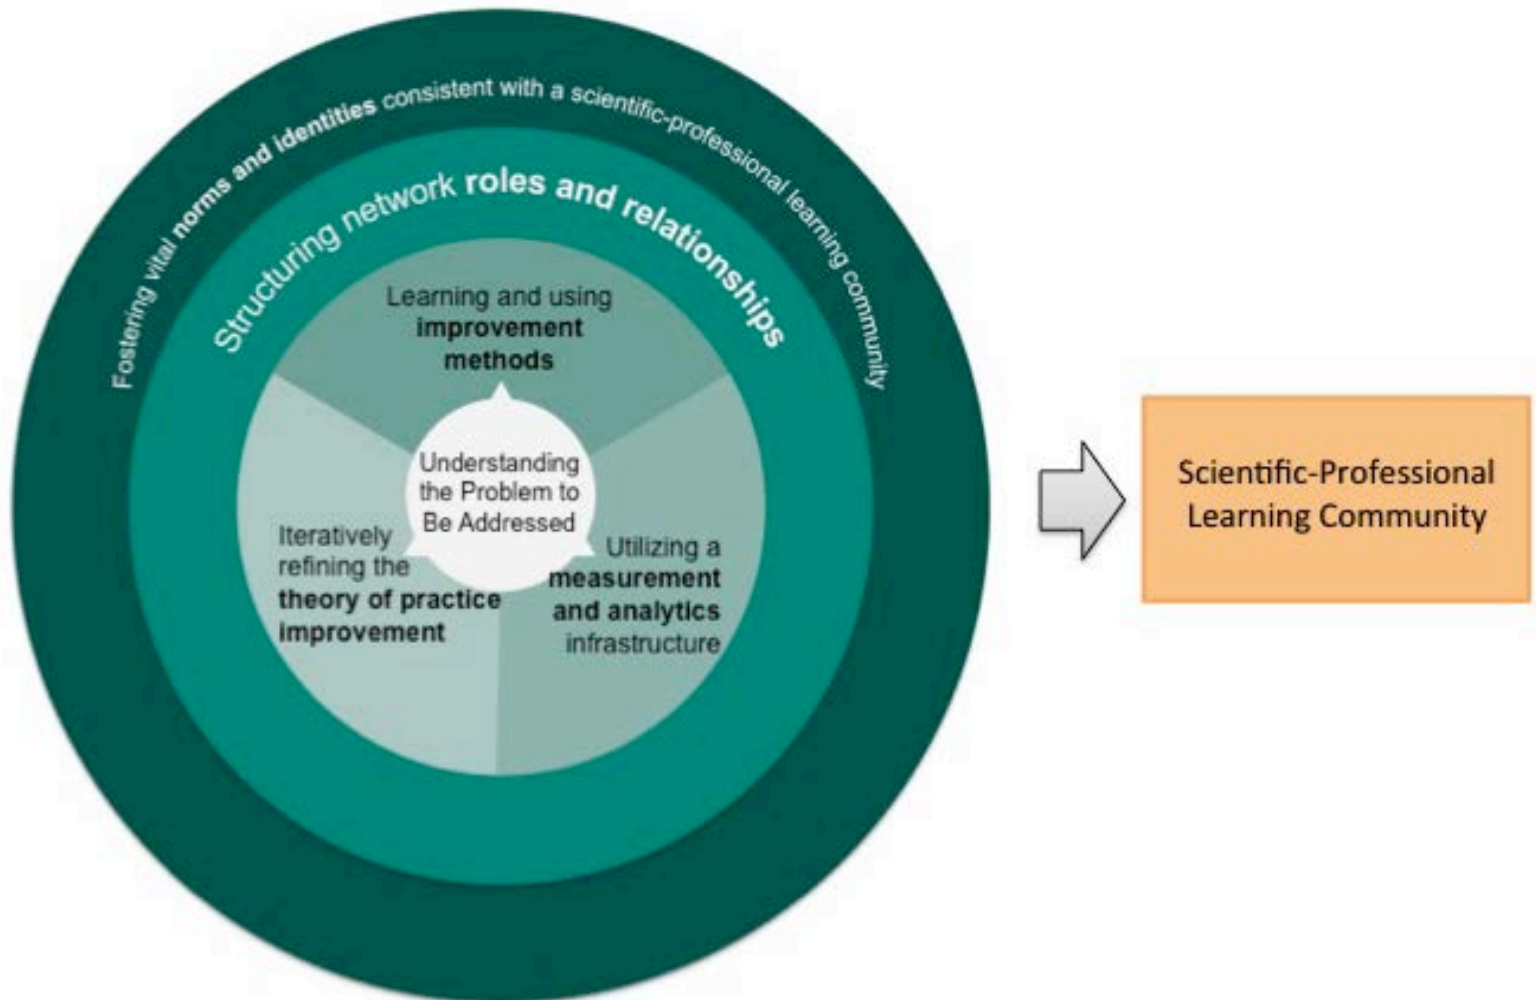 Fostering vital norms and identities consistent with a scientific-professional learning community
Structuring network roles and relationships
Learning and using
improvement
methods
Understanding
the Problem to
Be Addressed
Iteratively
refining the
theory of practice
improvement
Utilizing a
measurement
and analytics
infrastructure
Scientific-Professional
Learning Community